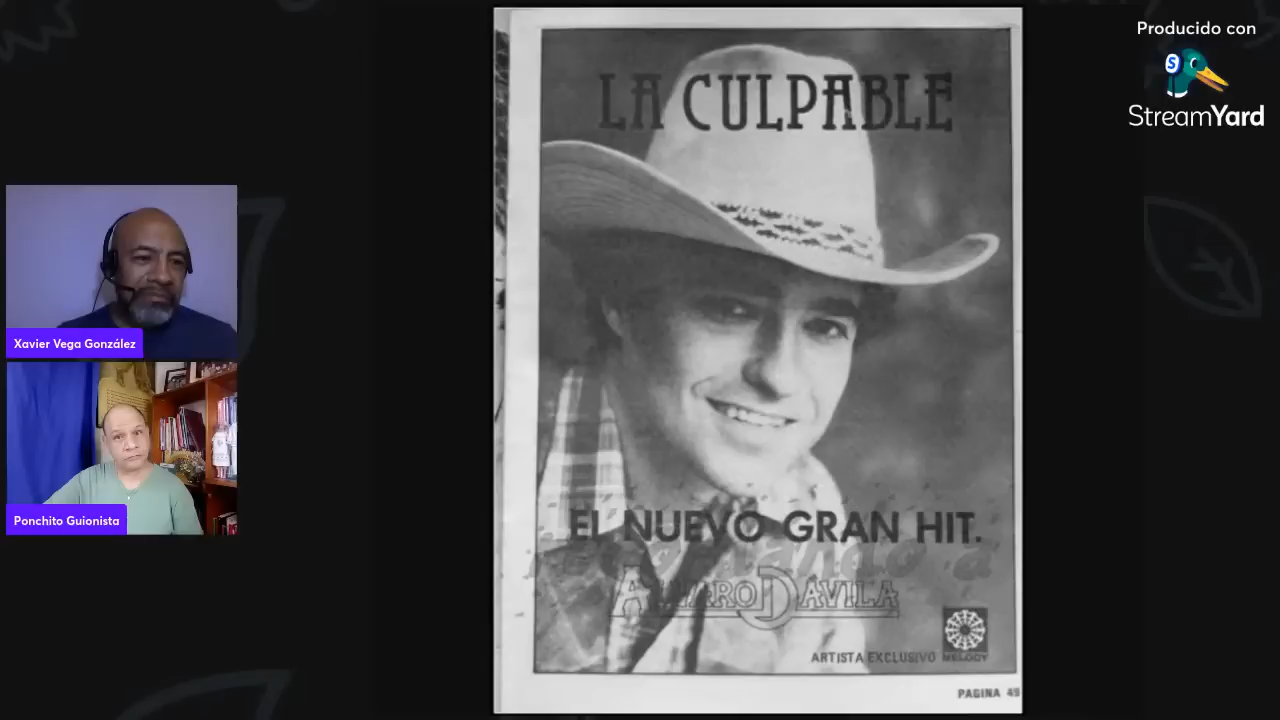 Producido con
StreamYard
Xavier Vega González
Ponchito Guionista
LA CULPABLE
EL NUEVO GRAN HIT.
ALVARO DAVILA
ARTISTA EXCLUSIVO MELODY
PAGINA 49